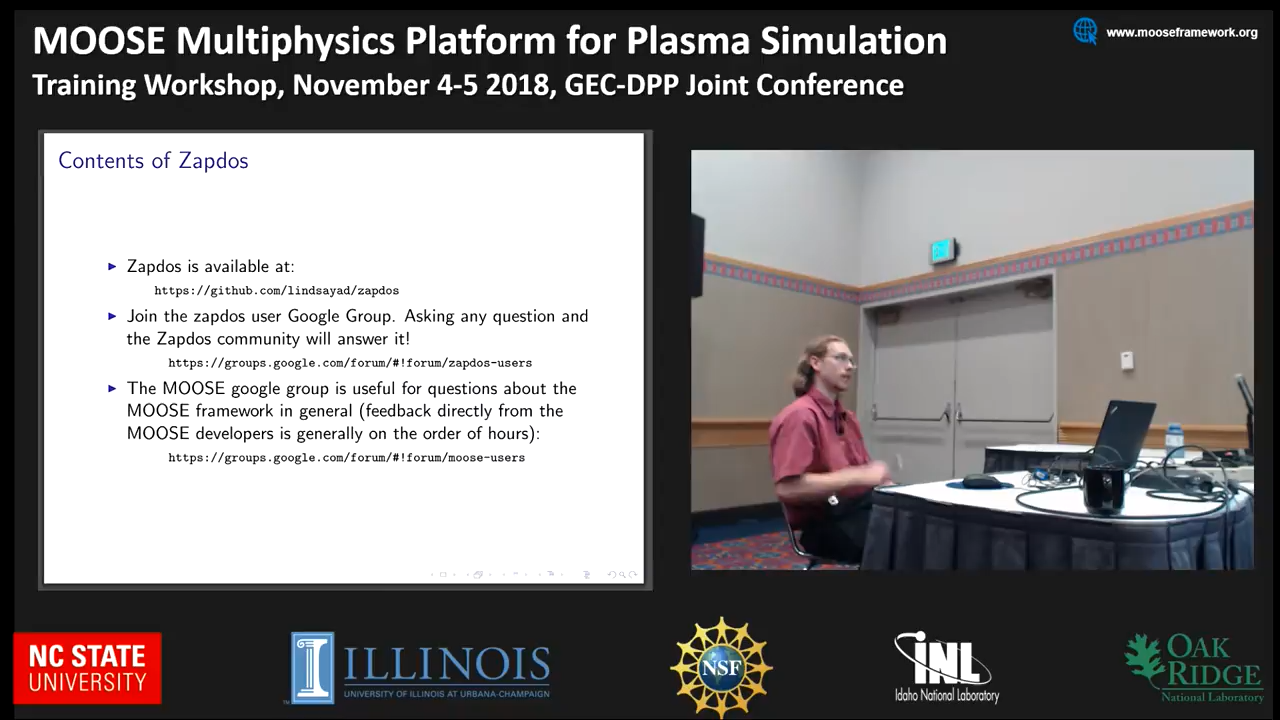 MOOSE Multiphysics Platform for Plasma Simulation
www.mooseframework.org
Training Workshop, November 4-5 2018, GEC-DPP Joint Conference
Contents of Zapdos
Zapdos is available at:
https://github.com/lindsayad/zapdos
Join the zapdos user Google Group. Asking any question and
the Zapdos community will answer it!
https://groups.google.com/forum/#!forum/zapdos-users
The MOOSE google group is useful for questions about the
MOOSE framework in general (feedback directly from the
MOOSE developers is generally on the order of hours):
https://groups.google.com/forum/#!forum/moose-users
NC STATE
UNIVERSITY
ILLINOIS
UNIVERSITY OF ILLINOIS AT URBANA-CHAMPAIGN
NSF
INL
Idaho National Laboratory
OAK
RIDGE
National Laboratory